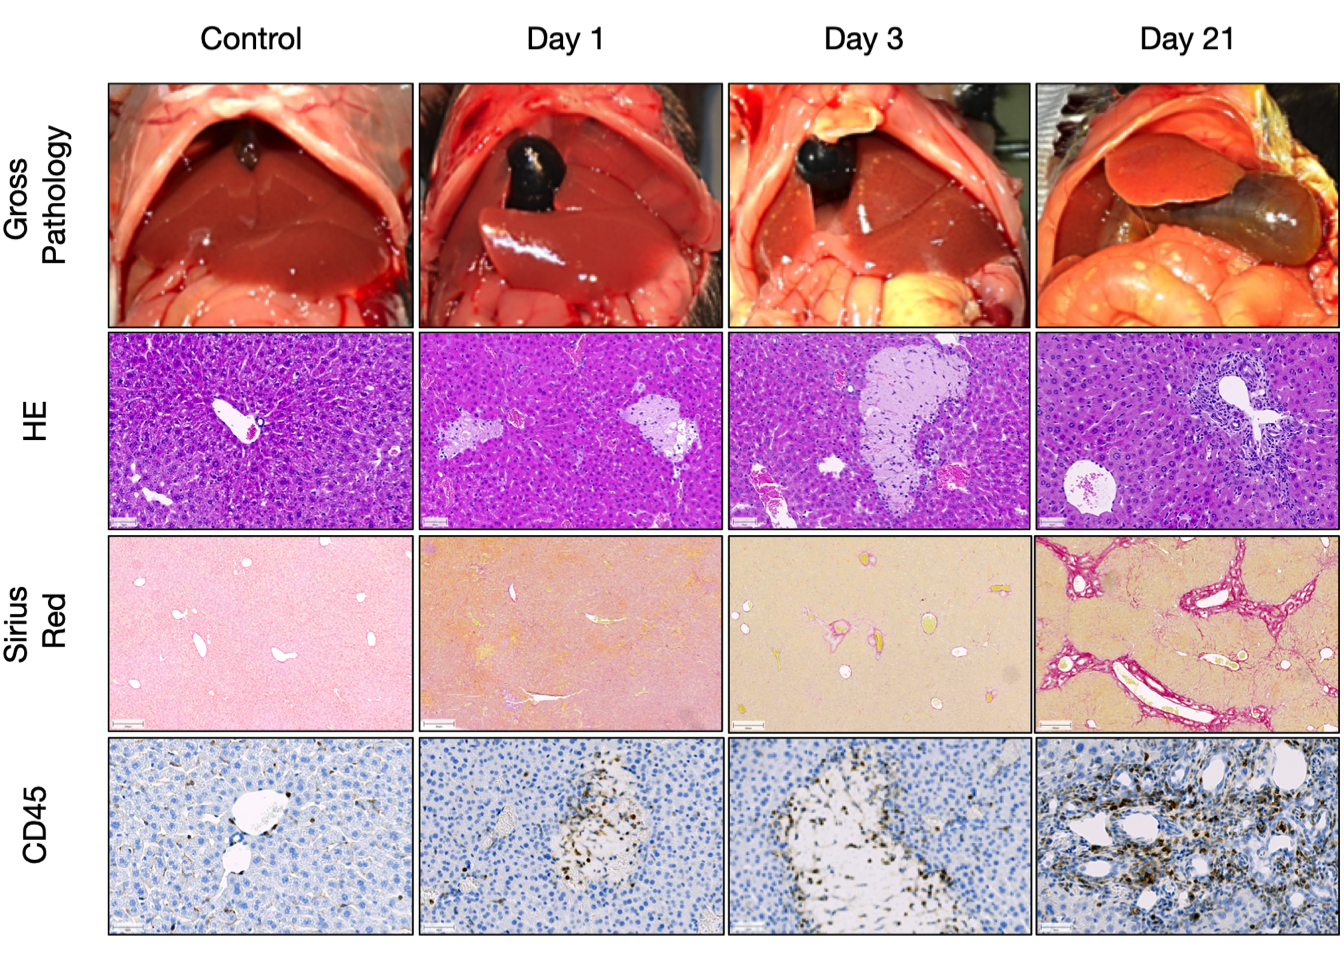 Control
Day 1
Day 3
Day 21
Gross
Pathology
HE
Sirius
Red
CD45